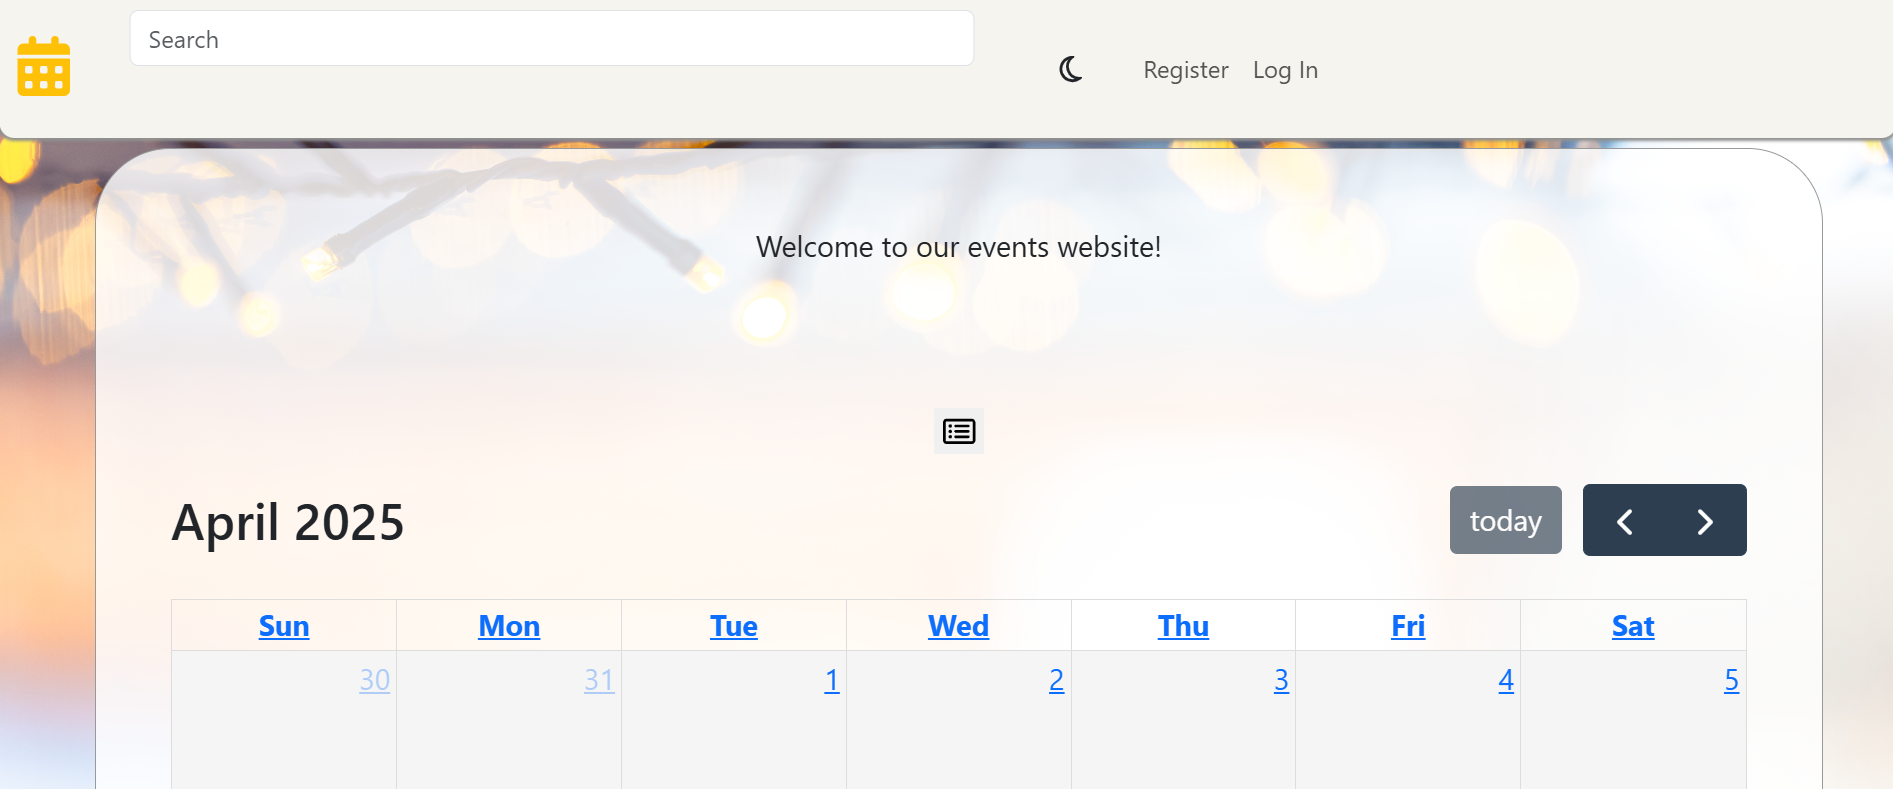 Search
Register Log In
Welcome to our events website!
April 2025
today
Sun Mon Tue Wed Thu Fri Sat
30 31 1 2 3 4 5